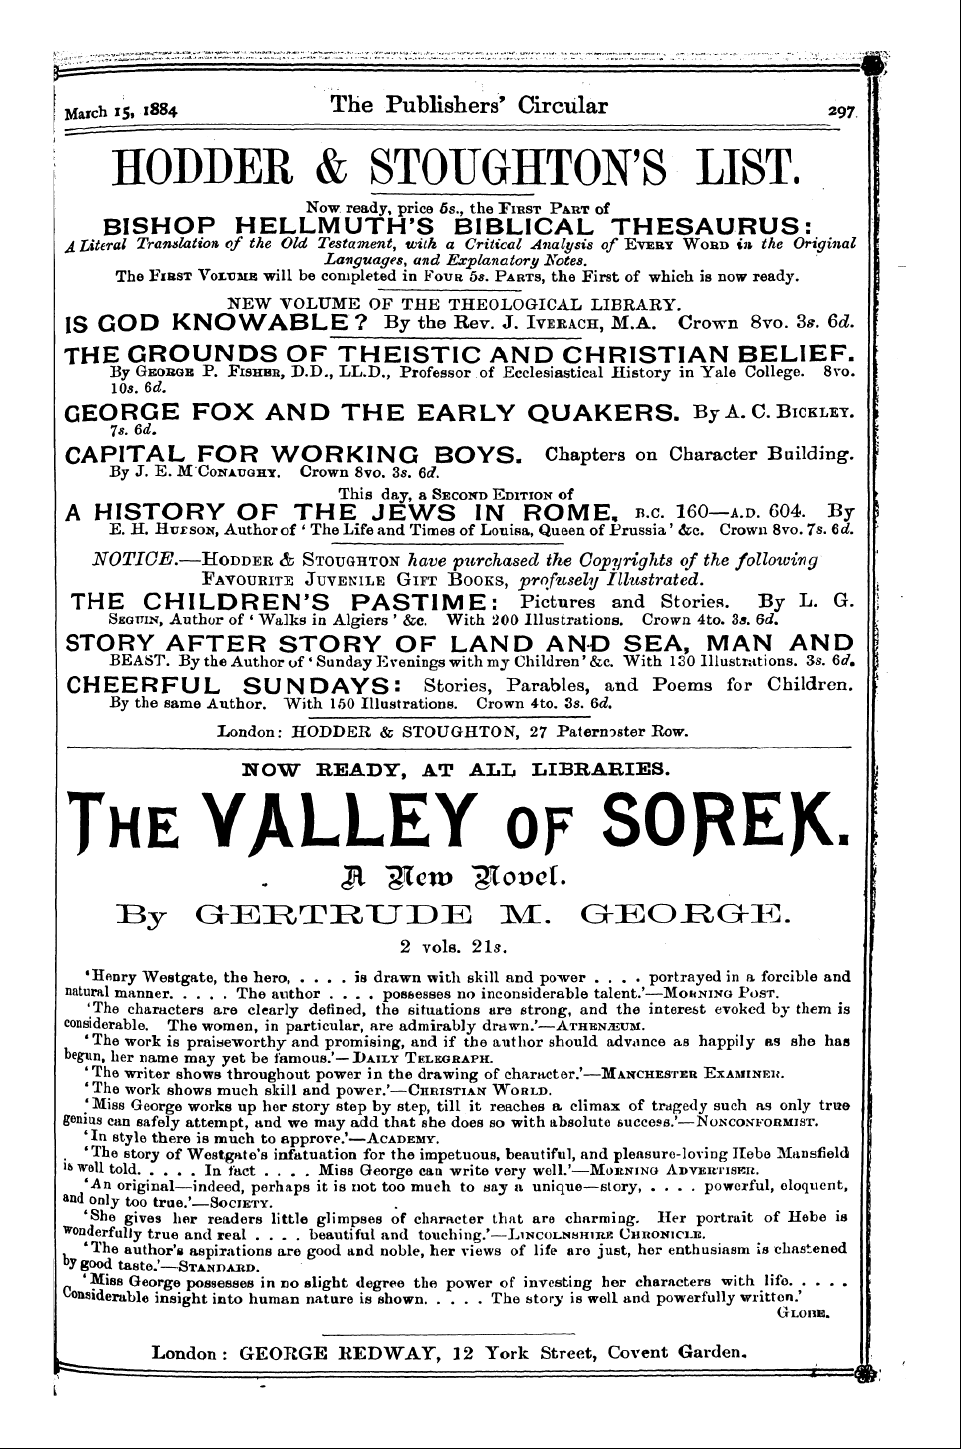 March 15, 1884
The Publishers' Circular
297
HODDER & STOUGHTON'S LIST.
Now ready, price 5s., the First Part of
BISHOP HELLMUTH'S BIBLICAL THESAURUS:
A Literal Translation of the Old Testament, with a Critical Analysis of Every Word in the Original
Languages, and Explanatory Notes.
The First Volume will be completed in Four 5s. Parts, the First of which is now ready.
NEW VOLUME OF THE THEOLOGICAL LIBRARY.
IS GOD KNOWABLE? By the Rev. J. Iverach, M.A. Crown 8vo. 3s. 6d.
THE GROUNDS OF THEISTIC AND CHRISTIAN BELIEF.
By George P. Fisher, D.D., LL.D., Professor of Ecclesiastical History in Yale College. 8vo.
10s. 6d.
GEORGE FOX AND THE EARLY QUAKERS. By A. C. Bickley.
7s. 6d.
CAPITAL FOR WORKING BOYS. Chapters on Character Building.
By J. E. M'Conaughy. Crown 8vo. 3s. 6d.
This day, a Second Edition of
A HISTORY OF THE JEWS IN ROME, B.C. 160—A.D. 604. By
E. H. Hudson, Author of 'The Life and Times of Louisa, Queen of Prussia' &c. Crown 8vo. 7s. 6d.
NOTICE.—Hodder & Stoughton have purchased the Copyrights of the following
Favourite Juvenile Gift Books, profusely Illustrated.
THE CHILDREN'S PASTIME: Pictures and Stories. By L. G.
Seguin, Author of 'Walks in Algiers' &c. With 200 Illustrations. Crown 4to. 3s. 6d.
STORY AFTER STORY OF LAND AND SEA, MAN AND
BEAST. By the Author of 'Sunday Evenings with my Children' &c. With 130 Illustrations. 3s. 6d.
CHEERFUL SUNDAYS: Stories, Parables, and Poems for Children.
By the same Author. With 150 Illustrations. Crown 4to. 3s. 6d.
London: HODDER & STOUGHTON, 27 Paternoster Row.
NOW READY, AT ALL LIBRARIES.
THE VALLEY OF SOREK.
A New Novel.
By GERTRUDE M. GEORGE.
2 vols. 21s.
'Henry Westgate, the hero, . . . . is drawn with skill and power . . . . portrayed in a forcible and
natural manner. . . . . The author . . . . possesses no inconsiderable talent.'—Morning Post.
'The characters are clearly defined, the situations are strong, and the interest evoked by them is
considerable. The women, in particular, are admirably drawn.'—Athenæum.
'The work is praiseworthy and promising, and if the author should advance as happily as she has
begun, her name may yet be famous.'—Daily Telegraph.
'The writer shows throughout power in the drawing of character.'—Manchester Examiner.
'The work shows much skill and power.'—Christian World.
'Miss George works up her story step by step, till it reaches a climax of tragedy such as only true
genius can safely attempt, and we may add that she does so with absolute success.'—Nonconformist.
'In style there is much to approve.'—Academy.
'The story of Westgate's infatuation for the impetuous, beautiful, and pleasure-loving Hebe Mansfield
is well told. . . . . In fact . . . . Miss George can write very well.'—Morning Advertiser.
'An original—indeed, perhaps it is not too much to say a unique—story, . . . . powerful, eloquent,
and only too true.'—Society.
'She gives her readers little glimpses of character that are charming. Her portrait of Hebe is
wonderfully true and real . . . . beautiful and touching.'—Lincolnshire Chronicle.
'The author's aspirations are good and noble, her views of life are just, her enthusiasm is chastened
by good taste.'—Standard.
'Miss George possesses in no slight degree the power of investing her characters with life. . . . .
Considerable insight into human nature is shown. . . . . The story is well and powerfully written.'
Globe.
London: GEORGE REDWAY, 12 York Street, Covent Garden.